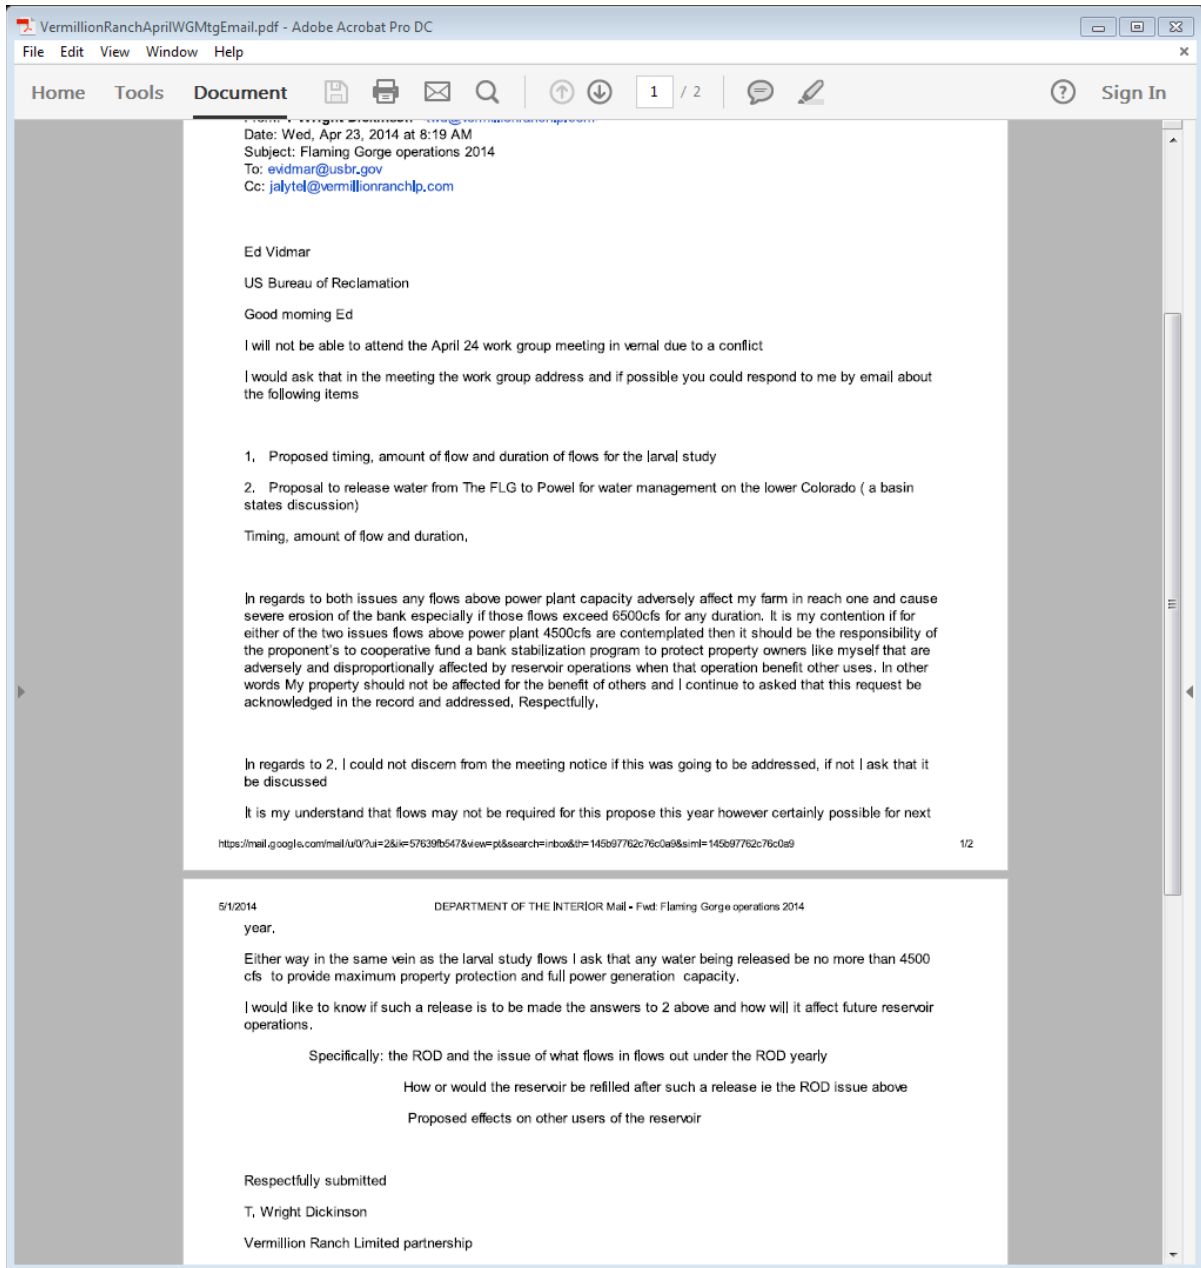 VermillionRanchAprilWGMtgEmail.pdf - Adobe Acrobat Pro DC
File Edit View Window Help
Home Tools Document 1 / 2 Sign In
Date: Wed, Apr 23, 2014 at 8:19 AM
Subject: Flaming Gorge operations 2014
To: evidmar@usbr.gov
Cc: jalytel@vermillionranchlp.com
Ed Vidmar
US Bureau of Reclamation
Good morning Ed
I will not be able to attend the April 24 work group meeting in vernal due to a conflict
I would ask that in the meeting the work group address and if possible you could respond to me by email about
the following items
1. Proposed timing, amount of flow and duration of flows for the larval study
2. Proposal to release water from The FLG to Powel for water management on the lower Colorado ( a basin
states discussion)
Timing, amount of flow and duration.
In regards to both issues any flows above power plant capacity adversely affect my farm in reach one and cause
severe erosion of the bank especially if those flows exceed 6500cfs for any duration. It is my contention if for
either of the two issues flows above power plant 4500cfs are contemplated then it should be the responsibility of
the proponent's to cooperative fund a bank stabilization program to protect property owners like myself that are
adversely and disproportionally affected by reservoir operations when that operation benefit other uses. In other
words My property should not be affected for the benefit of others and I continue to asked that this request be
acknowledged in the record and addressed, Respectfully,
In regards to 2, I could not discern from the meeting notice if this was going to be addressed, if not I ask that it
be discussed
It is my understand that flows may not be required for this propose this year however certainly possible for next
https://mail.google.com/mail/u/0/?ui=2&ik=57639fb547&view=pt&search=inbox&th=145b97762c76c0a9&siml=145b97762c76c0a9 1/2
5/1/2014 DEPARTMENT OF THE INTERIOR Mail - Fwd: Flaming Gorge operations 2014
year.
Either way in the same vein as the larval study flows I ask that any water being released be no more than 4500
cfs to provide maximum property protection and full power generation capacity.
I would like to know if such a release is to be made the answers to 2 above and how will it affect future reservoir
operations.
Specifically: the ROD and the issue of what flows in flows out under the ROD yearly
How or would the reservoir be refilled after such a release ie the ROD issue above
Proposed effects on other users of the reservoir
Respectfully submitted
T. Wright Dickinson
Vermillion Ranch Limited partnership